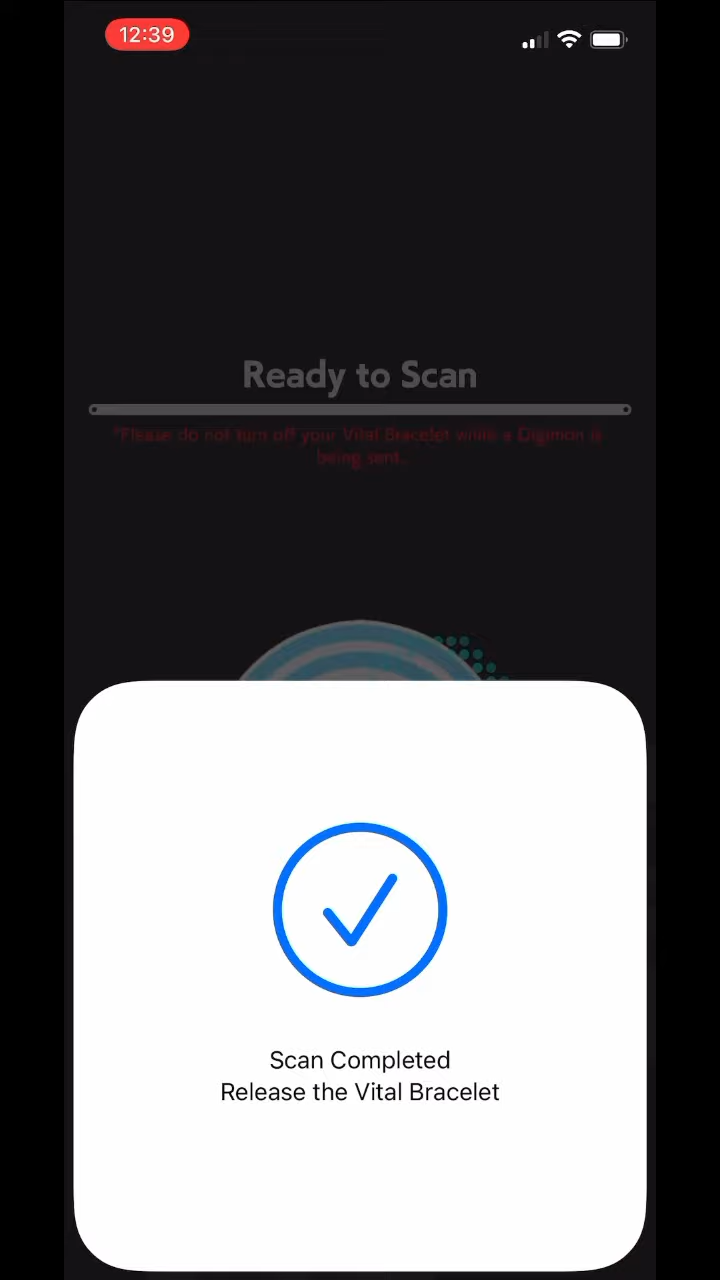 12:39
Ready to Scan
*Please do not turn off your Vital Bracelet while a Digimon is
being sent.
Scan Completed
Release the Vital Bracelet